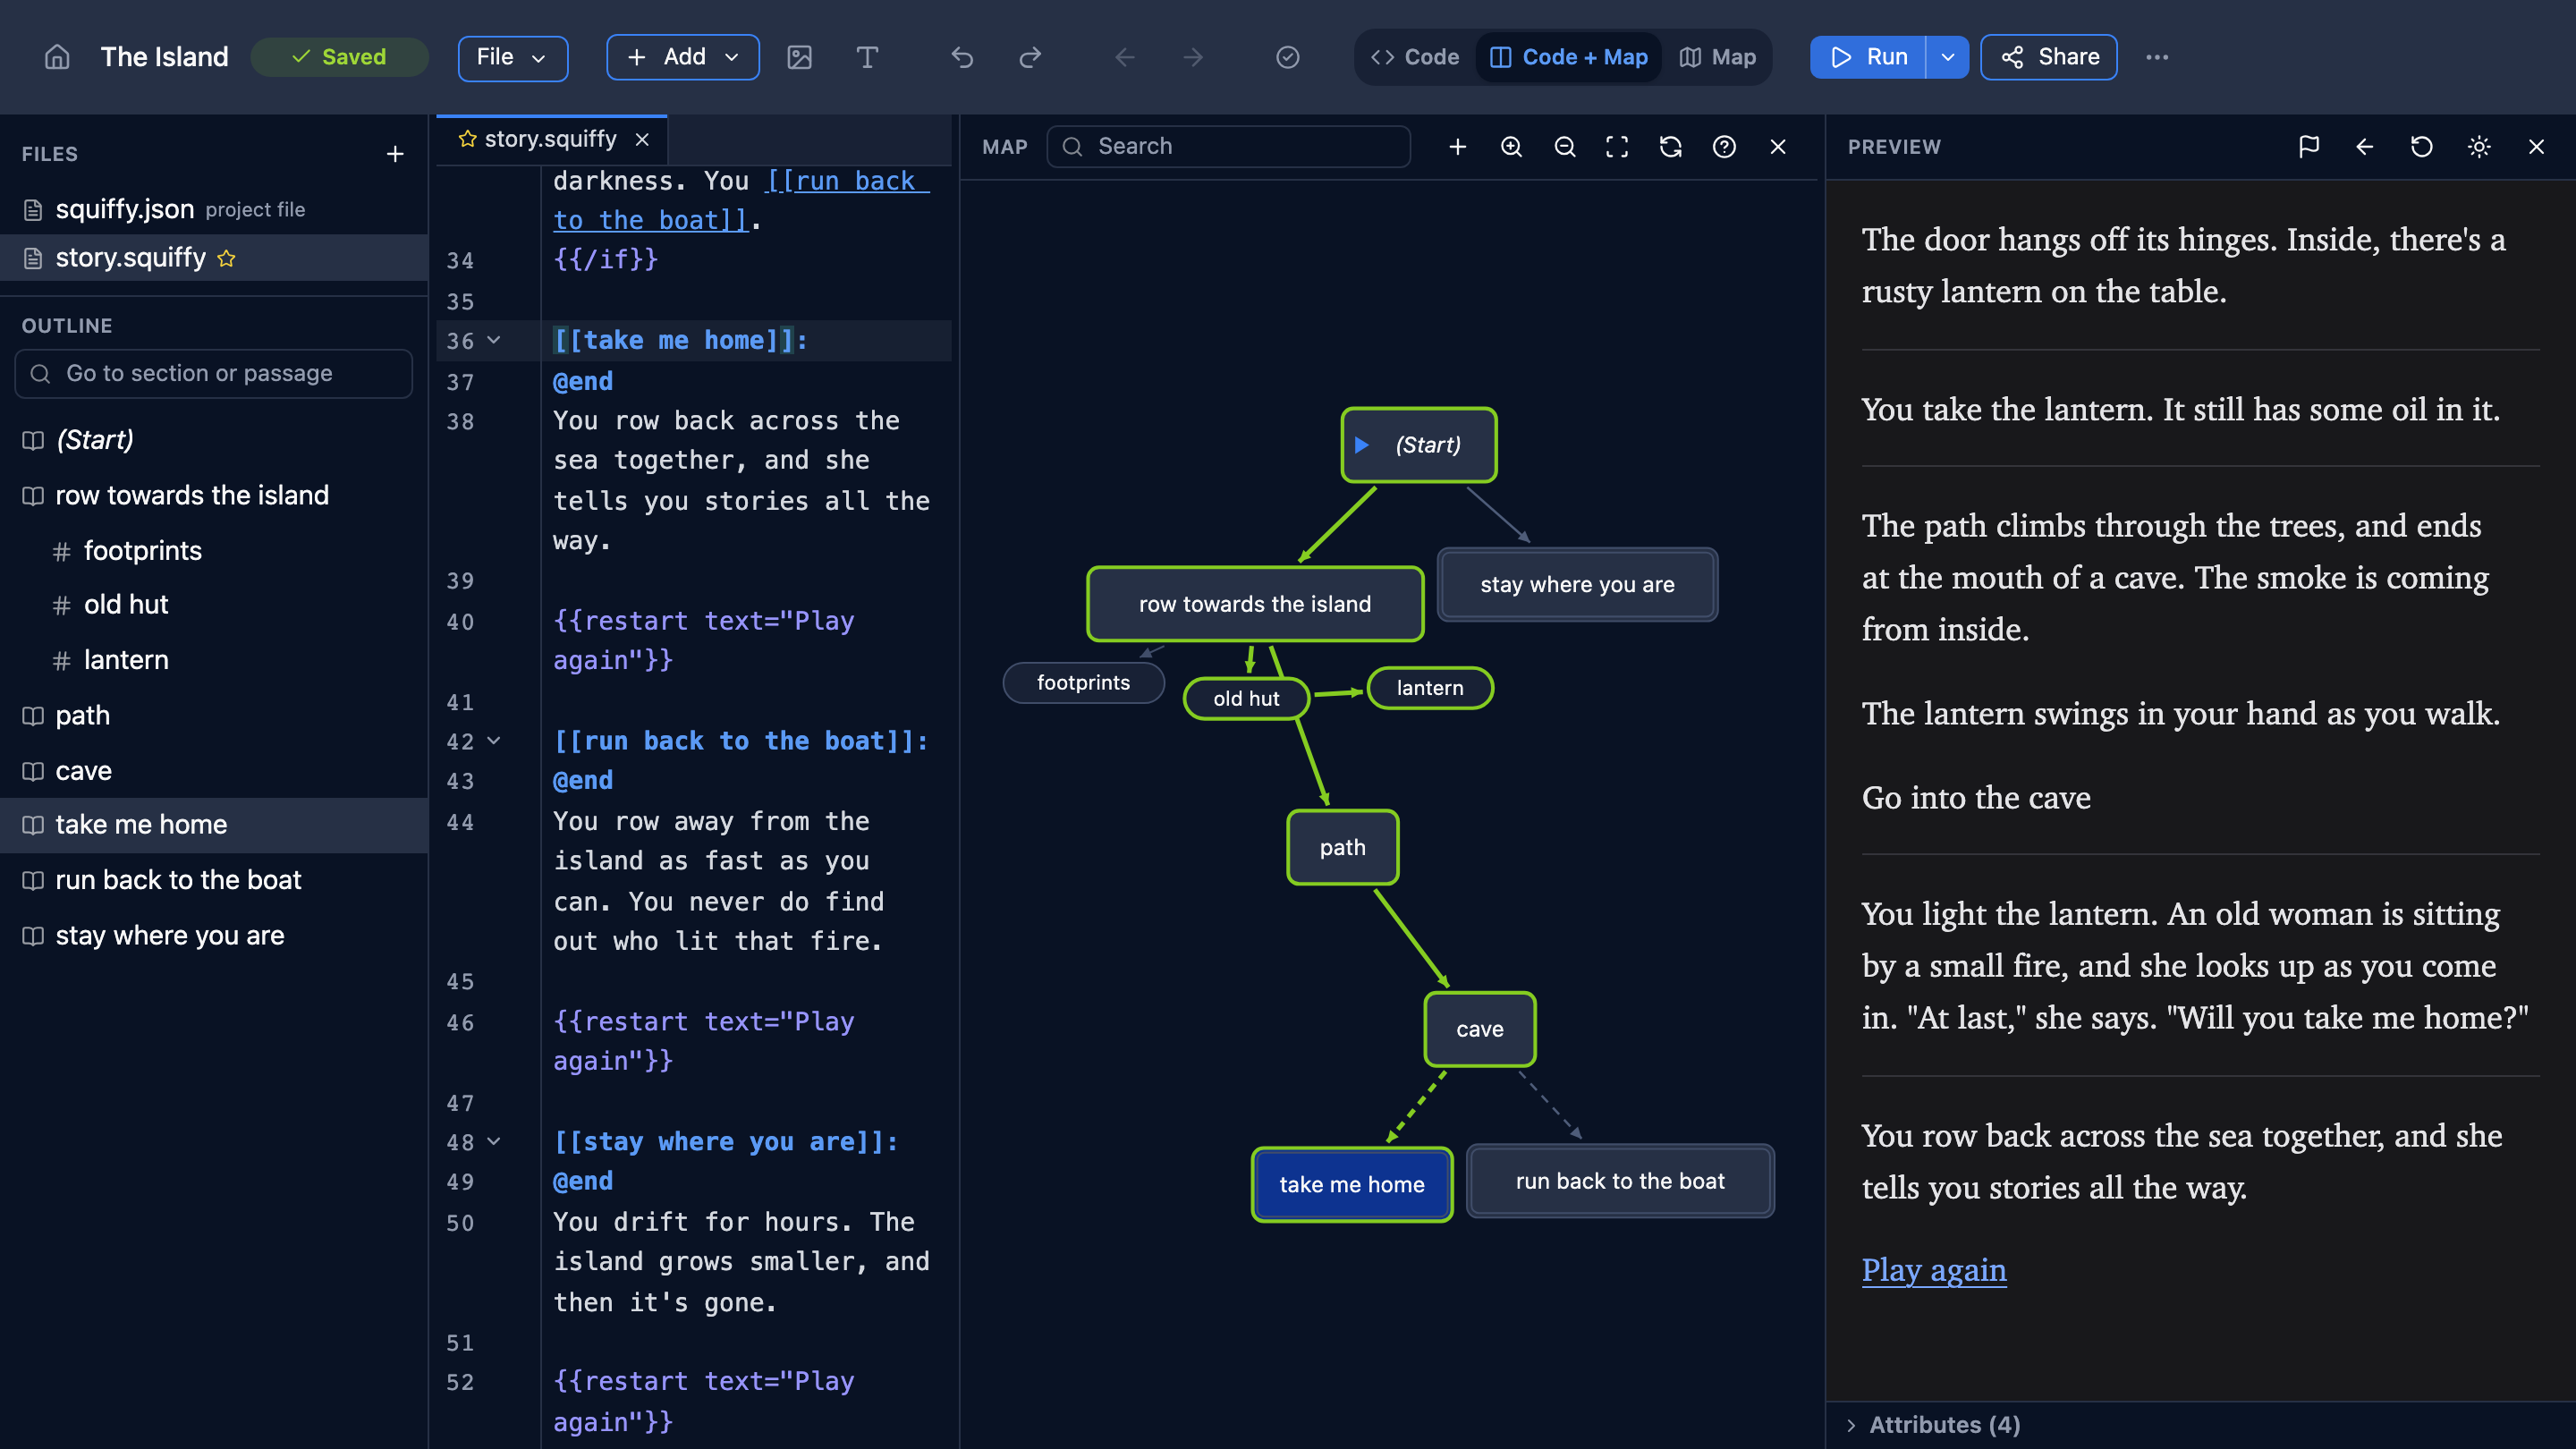 The Island
Saved
File
Add
Code
Code + Map
Map
Run
Share
FILES
squiffy.json project file
story.squiffy
OUTLINE
Go to section or passage
(Start)
row towards the island
# footprints
# old hut
# lantern
path
cave
take me home
run back to the boat
stay where you are
story.squiffy
darkness. You [[run back
to the boat]].
34 {{/if}}
35
36 [[take me home]]:
37 @end
38 You row back across the
sea together, and she
tells you stories all the
way.
39
40 {{restart text="Play
again"}}
41
42 [[run back to the boat]]:
43 @end
44 You row away from the
island as fast as you
can. You never do find
out who lit that fire.
45
46 {{restart text="Play
again"}}
47
48 [[stay where you are]]:
49 @end
50 You drift for hours. The
island grows smaller, and
then it's gone.
51
52 {{restart text="Play
again"}}
MAP
Search
(Start)
row towards the island
stay where you are
footprints
old hut
lantern
path
cave
take me home
run back to the boat
PREVIEW
The door hangs off its hinges. Inside, there's a
rusty lantern on the table.
You take the lantern. It still has some oil in it.
The path climbs through the trees, and ends
at the mouth of a cave. The smoke is coming
from inside.
The lantern swings in your hand as you walk.
Go into the cave
You light the lantern. An old woman is sitting
by a small fire, and she looks up as you come
in. "At last," she says. "Will you take me home?"
You row back across the sea together, and she
tells you stories all the way.
Play again
Attributes (4)